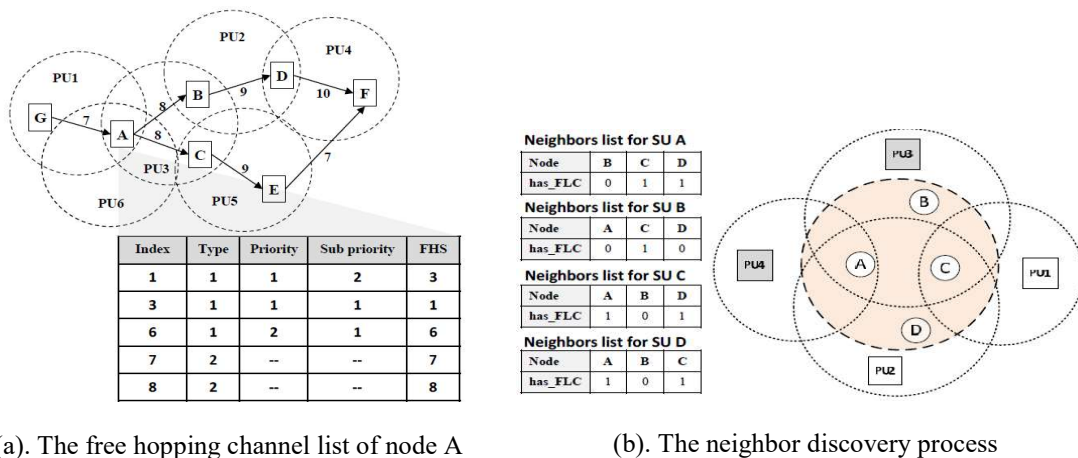 PU2
PU4
PU1
D
B
F
G
A
C
E
7
8
8
9
10
9
7
PU3
PU5
PU6
Index Type Priority Sub priority FHS
1 1 1 2 3
3 1 1 1 1
6 1 2 1 6
7 2 -- -- 7
8 2 -- -- 8
(a). The free hopping channel list of node A
Neighbors list for SU A
Node B C D
has_FLC 0 1 1
Neighbors list for SU B
Node A C D
has_FLC 0 1 0
Neighbors list for SU C
Node A B D
has_FLC 1 0 1
Neighbors list for SU D
Node A B C
has_FLC 1 0 1
PU3
B
PU4
A
C
PU1
D
PU2
(b). The neighbor discovery process